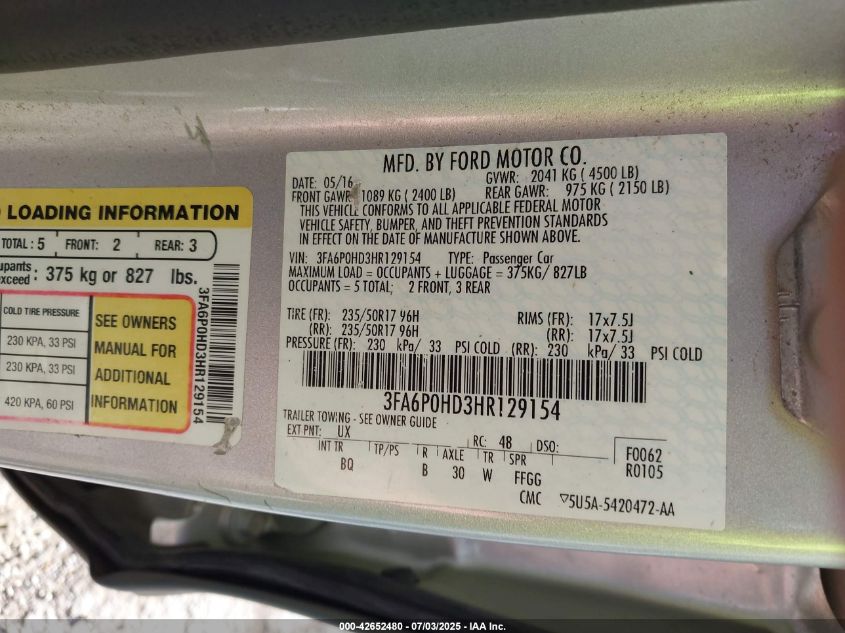 LOADING INFORMATION
TOTAL: 5 FRONT: 2 REAR: 3
375 kg or 827 lbs.
COLD TIRE PRESSURE
230 KPA, 33 PSI
230 KPA, 33 PSI
420 KPA, 60 PSI
SEE OWNERS
MANUAL FOR
ADDITIONAL
INFORMATION
3FA6P0HD3HR129154
MFD. BY FORD MOTOR CO.
DATE: 05/16 GVWR: 2041 KG ( 4500 LB)
FRONT GAWR: 1089 KG ( 2400 LB) REAR GAWR: 975 KG ( 2150 LB)
THIS VEHICLE CONFORMS TO ALL APPLICABLE FEDERAL MOTOR
VEHICLE SAFETY, BUMPER, AND THEFT PREVENTION STANDARDS
IN EFFECT ON THE DATE OF MANUFACTURE SHOWN ABOVE.
VIN: 3FA6P0HD3HR129154 TYPE: Passenger Car
MAXIMUM LOAD = OCCUPANTS + LUGGAGE = 375KG/ 827LB
OCCUPANTS = 5 TOTAL; 2 FRONT, 3 REAR
TIRE (FR): 235/50R17 96H RIMS (FR): 17x7.5J
(RR): 235/50R17 96H (RR): 17x7.5J
PRESSURE (FR): 230 kPa/ 33 PSI COLD (RR): 230 kPa/ 33 PSI COLD
3FA6P0HD3HR129154
TRAILER TOWING - SEE OWNER GUIDE
EXT PNT: UX RC: 48 DSO:
INT TR TP/PS R AXLE TR SPR
BQ B 30 W FFGG
F0062
R0105
CMC ▽5U5A-5420472-AA
000-42652480 - 07/03/2025 - IAA Inc.